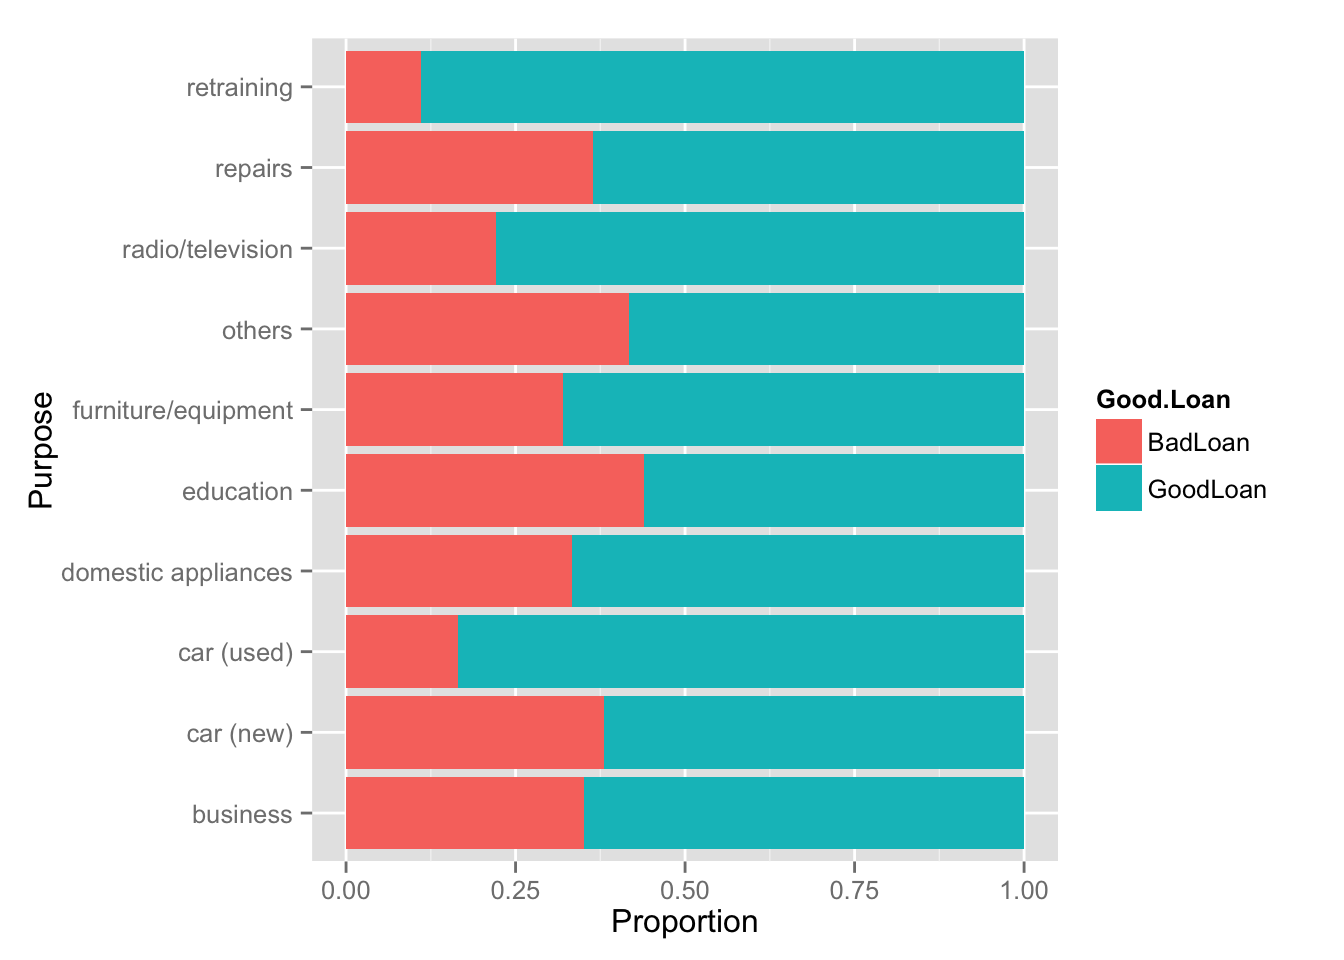 Purpose
retraining
repairs
radio/television
others
furniture/equipment
education
domestic appliances
car (used)
car (new)
business
0.00 0.25 0.50 0.75 1.00
Proportion
Good.Loan
BadLoan
GoodLoan